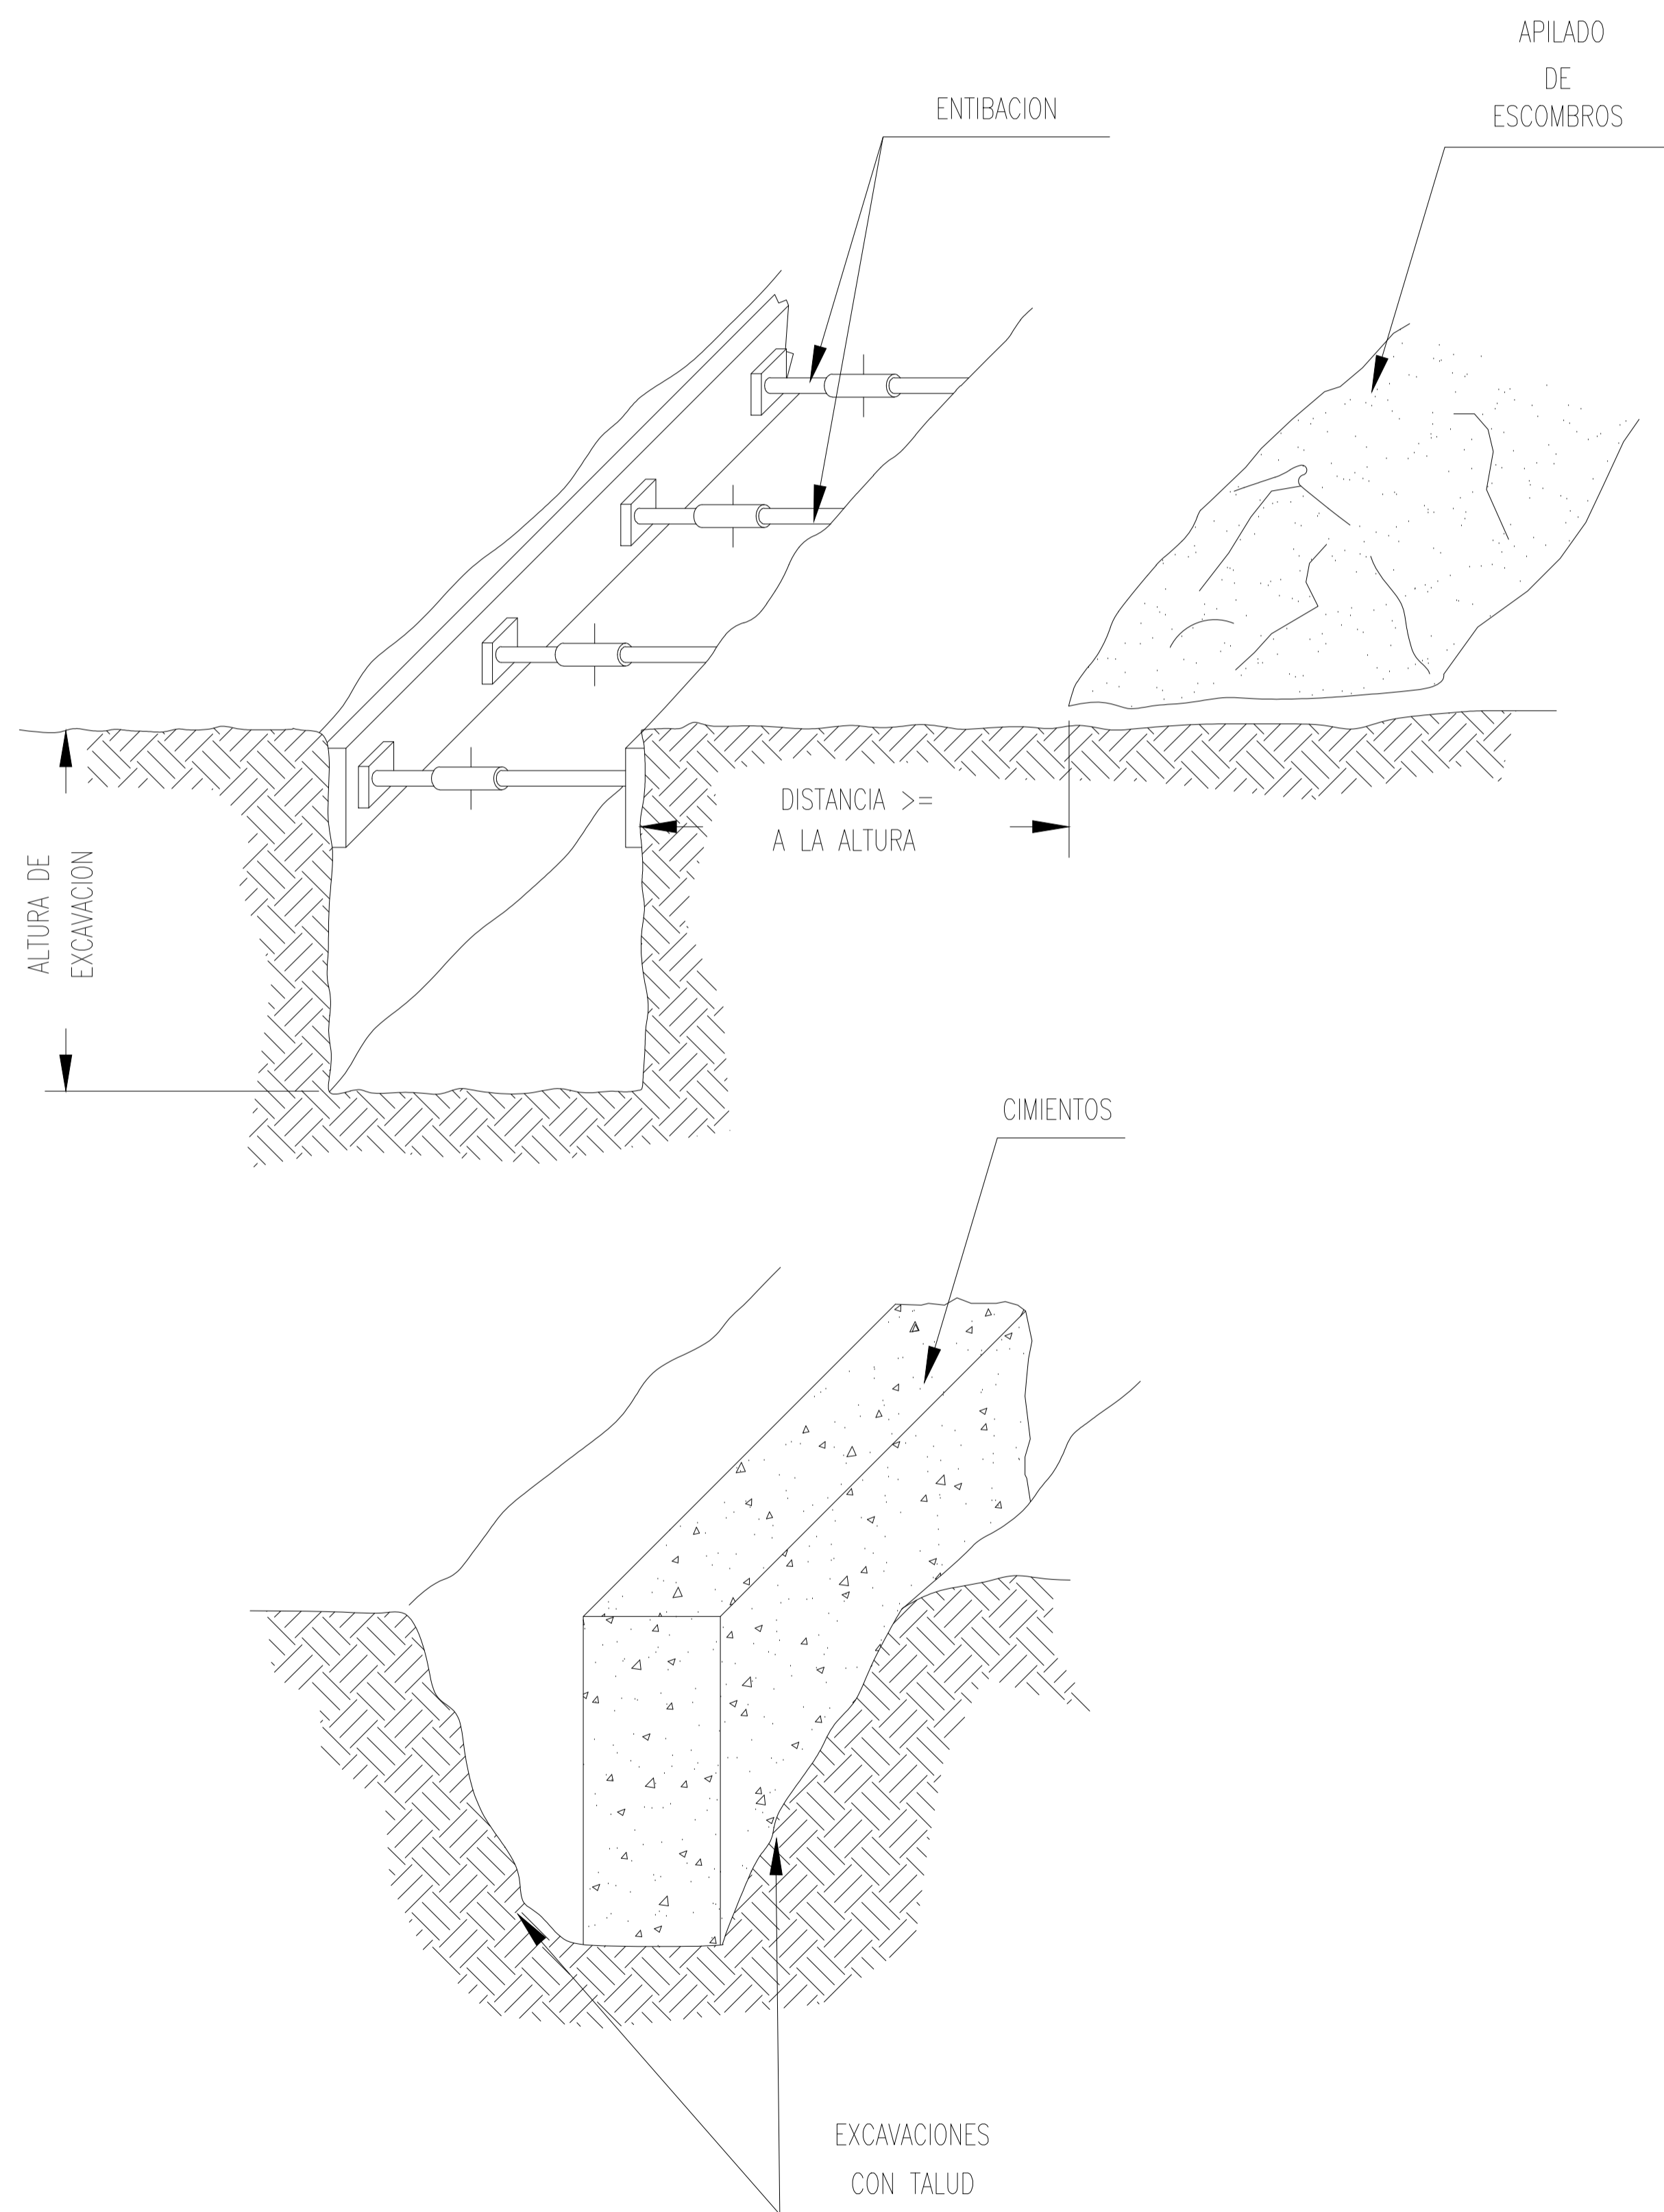 APILADO
DE
ESCOMBROS
ENTIBACION
DISTANCIA >=
A LA ALTURA
ALTURA DE
EXCAVACION
CIMIENTOS
EXCAVACIONES
CON TALUD